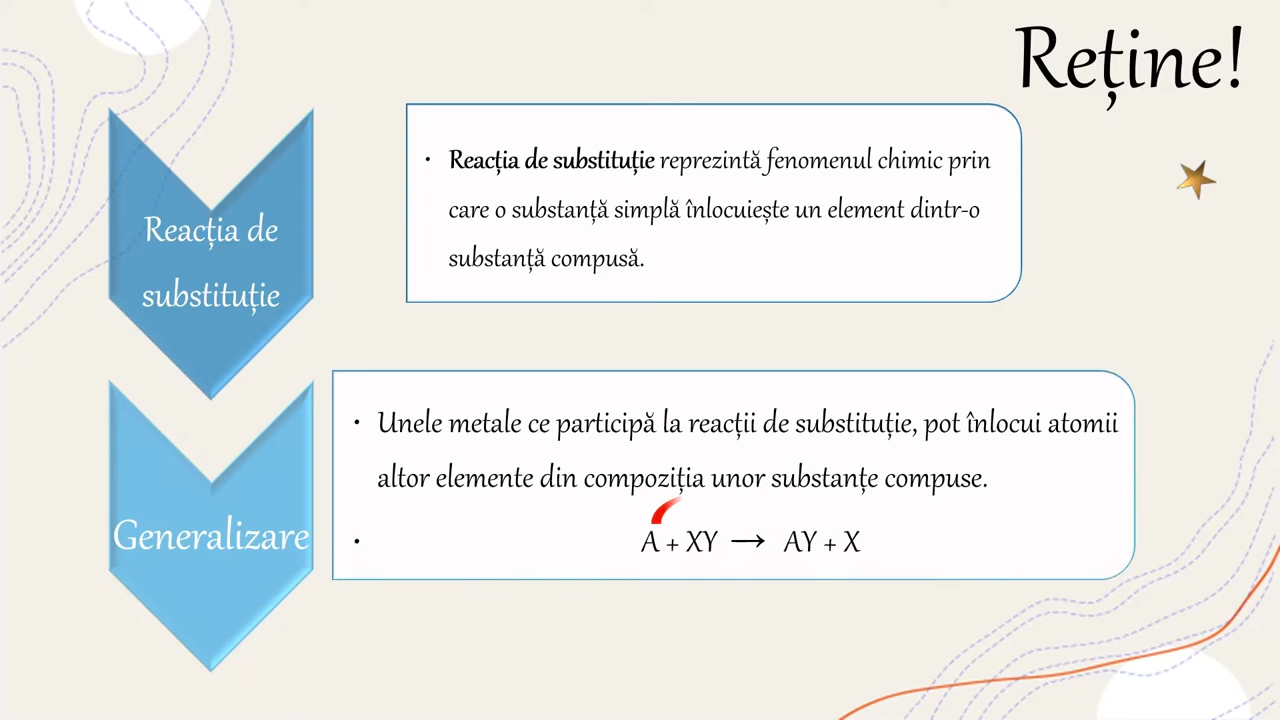 Reține!
Reacția de
substituție
• Reacția de substituție reprezintă fenomenul chimic prin
care o substanță simplă înlocuiește un element dintr-o
substanță compusă.
Generalizare
• Unele metale ce participă la reacții de substituție, pot înlocui atomii
altor elemente din compoziția unor substanțe compuse.
• A + XY → AY + X